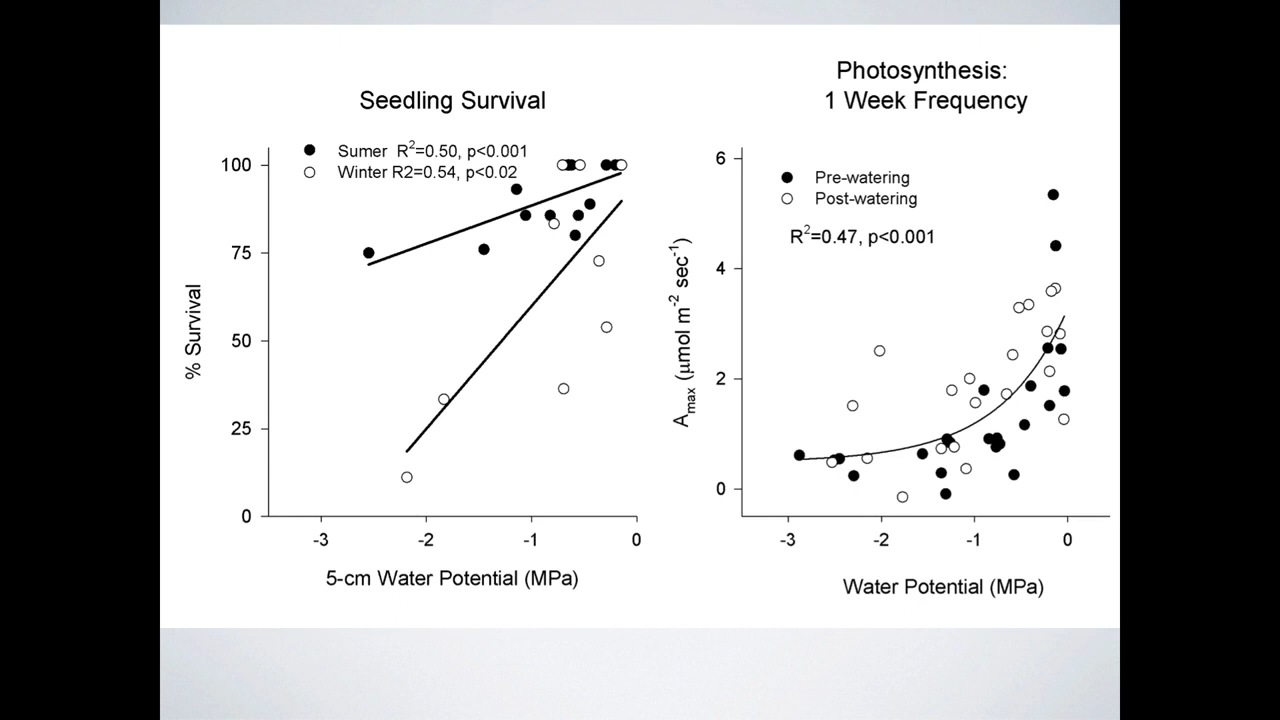 Seedling Survival
Sumer R²=0.50, p<0.001
Winter R2=0.54, p<0.02
100
75
50
25
0
% Survival
-3 -2 -1 0
5-cm Water Potential (MPa)
Photosynthesis:
1 Week Frequency
Pre-watering
Post-watering
R²=0.47, p<0.001
6
4
2
0
Amax (μmol m⁻² sec⁻¹)
-3 -2 -1 0
Water Potential (MPa)